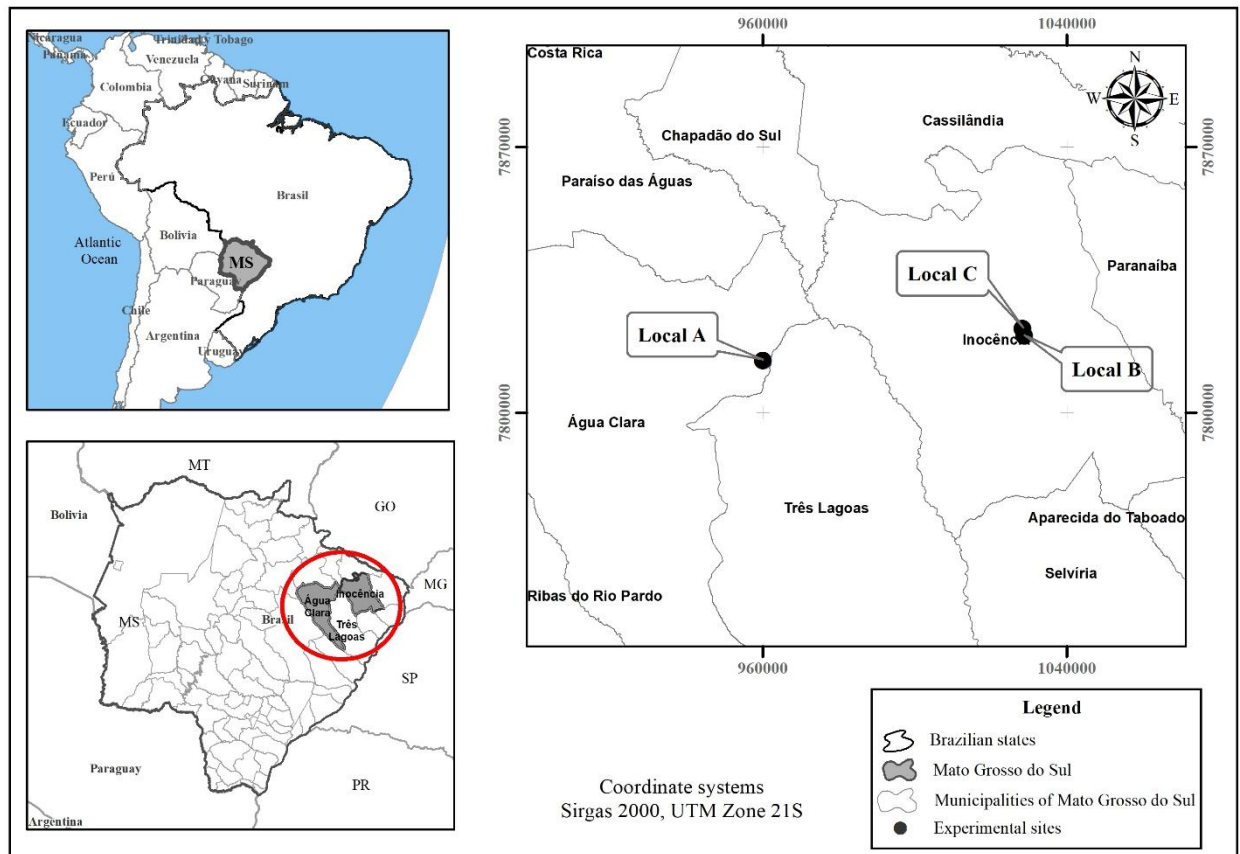 Nicaragua
Trinidad y Tobago
Panamá
Venezuela
Guyana
Surinam
Colombia
Ecuador
Perú
Brasil
Bolivia
Atlantic
Ocean
MS
Paraguay
Chile
Argentina
Uruguay
MT
Bolivia
GO
MG
Inocência
Água
Clara
MS
Brasil
Três
Lagoas
SP
Paraguay
PR
Argentina
960000
1040000
Costa Rica
N
W
E
S
Cassilândia
Chapadão do Sul
7870000
7870000
Paraíso das Águas
Local C
Paranaíba
Local A
Inocência
Local B
7800000
7800000
Água Clara
Três Lagoas
Aparecida do Taboado
Selvíria
Ribas do Rio Pardo
960000
1040000
Coordinate systems
Sirgas 2000, UTM Zone 21S
Legend
Brazilian states
Mato Grosso do Sul
Municipalities of Mato Grosso do Sul
Experimental sites